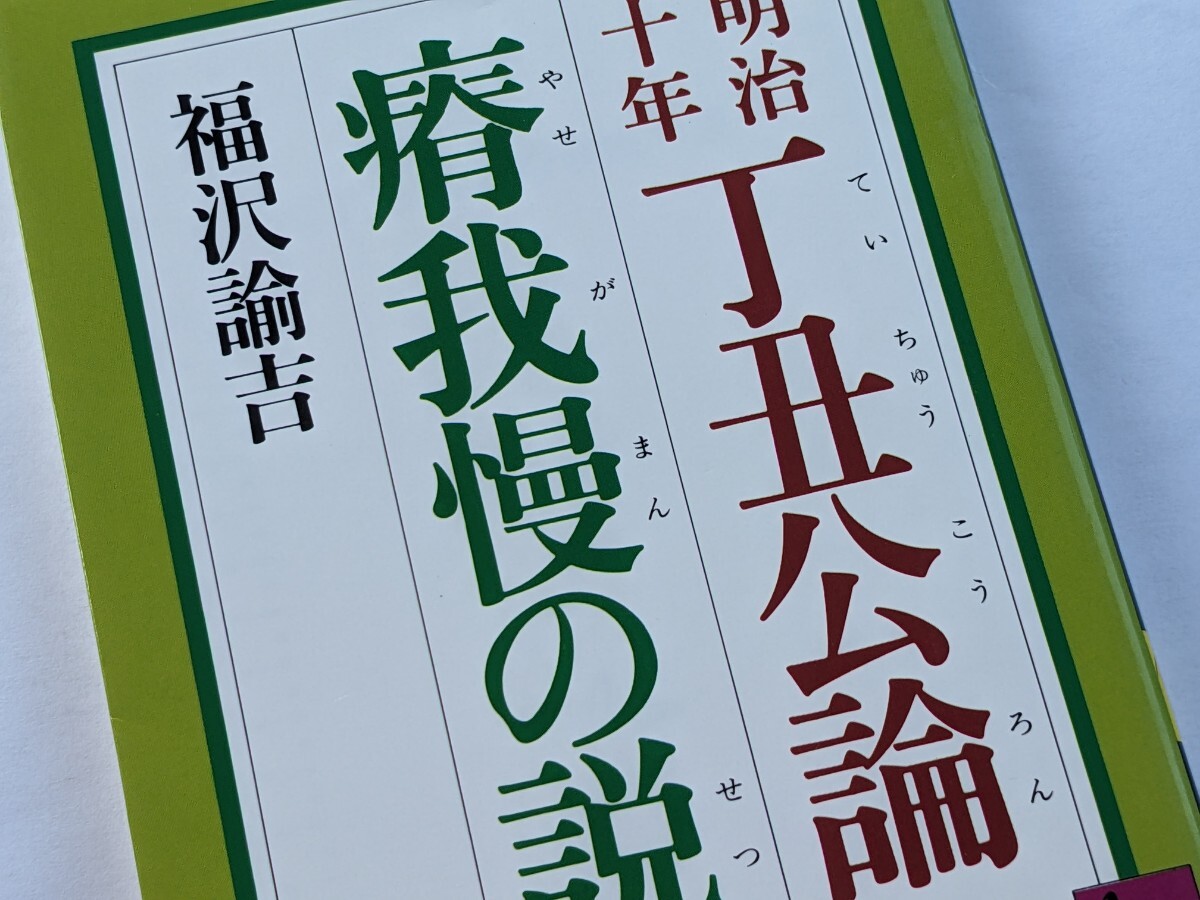 明治
十年
丁丑公論
ていちゅうこうろん
瘠我慢の説
やせがまんせつ
福沢諭吉